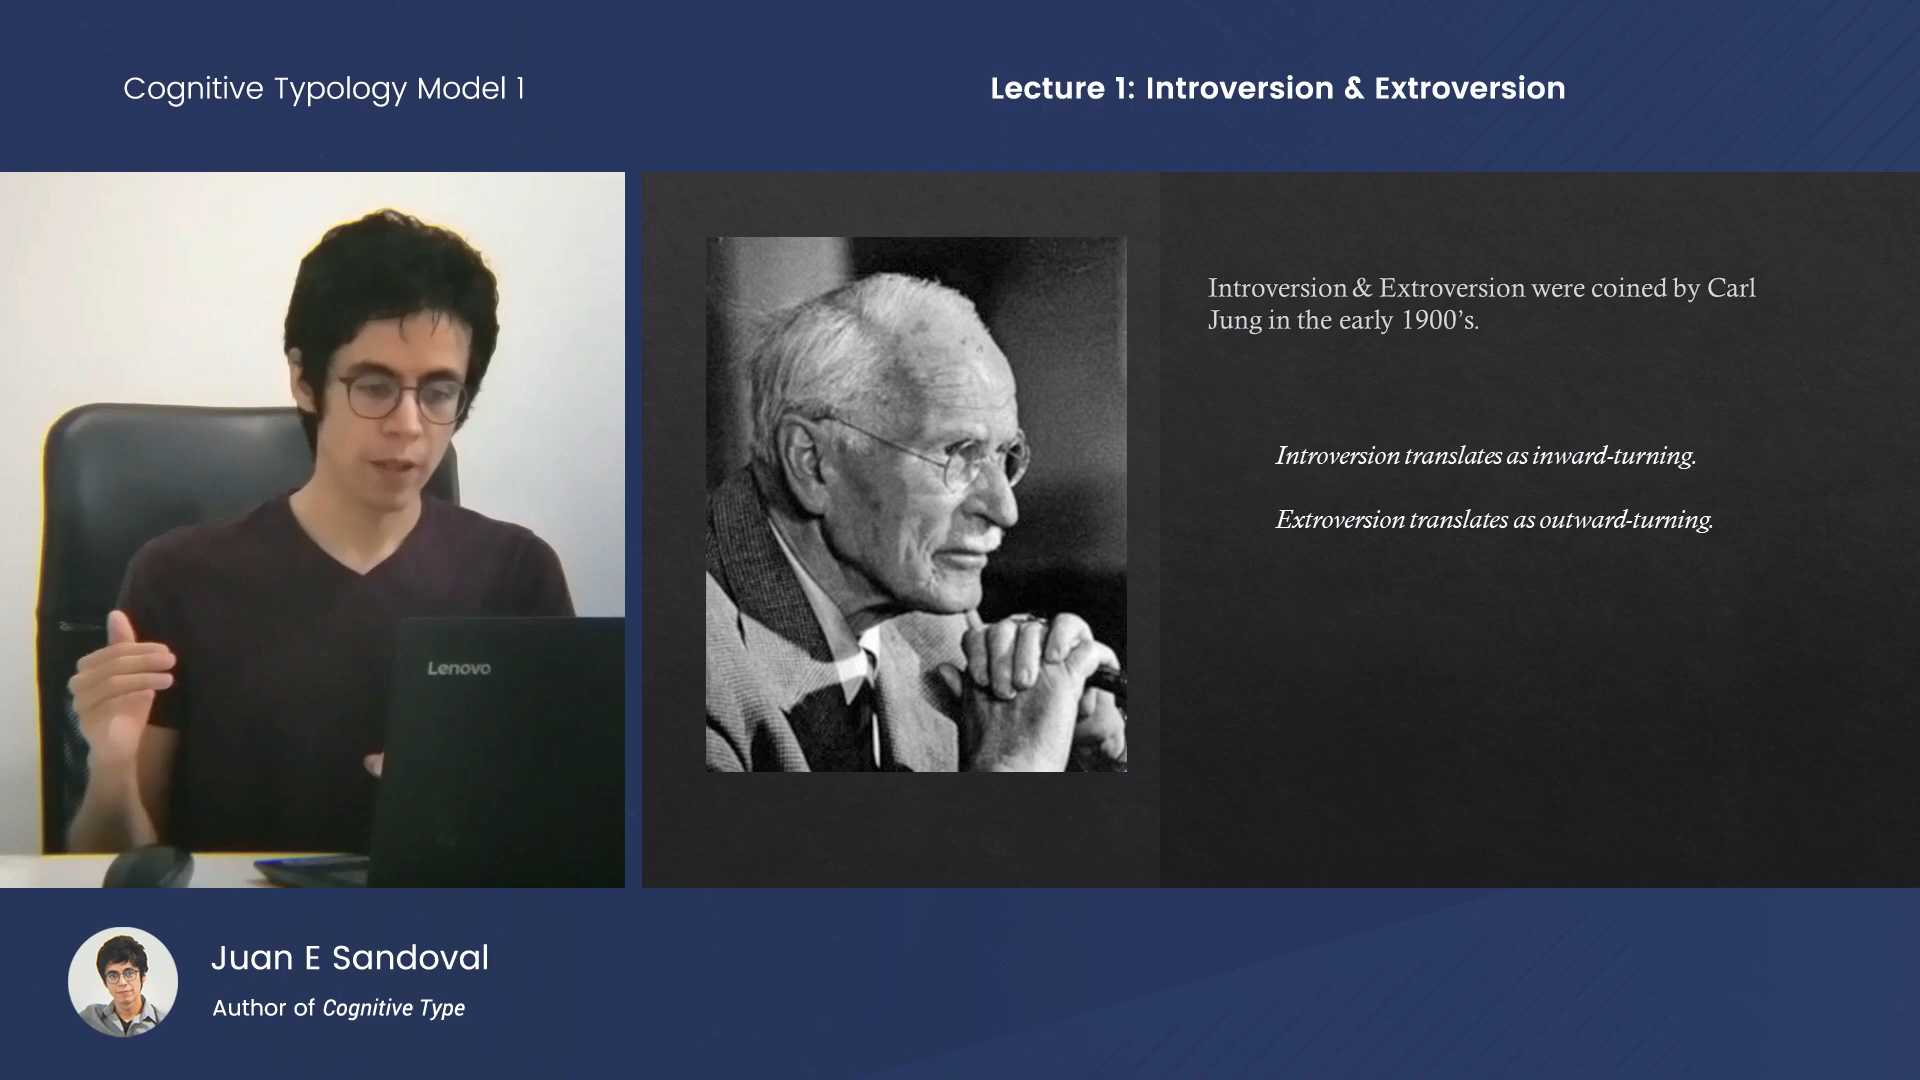 Cognitive Typology Model 1
Lecture 1: Introversion & Extroversion
Introversion & Extroversion were coined by Carl
Jung in the early 1900’s.
Introversion translates as inward-turning.
Extroversion translates as outward-turning.
Lenovo
Juan E Sandoval
Author of Cognitive Type